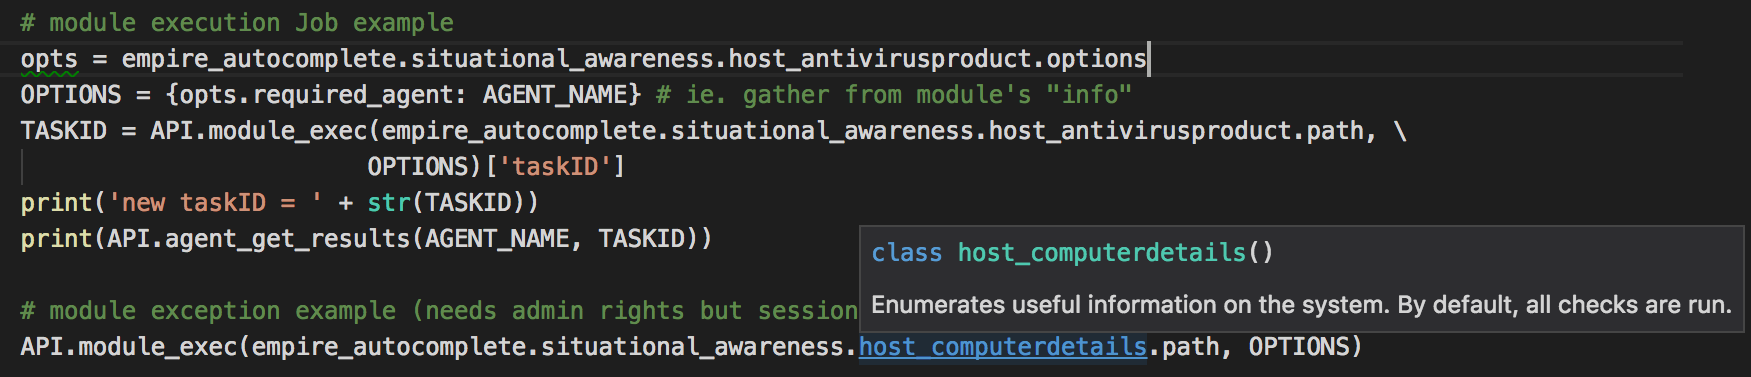 # module execution Job example
opts = empire_autocomplete.situational_awareness.host_antivirusproduct.options
OPTIONS = {opts.required_agent: AGENT_NAME} # ie. gather from module's "info"
TASKID = API.module_exec(empire_autocomplete.situational_awareness.host_antivirusproduct.path, \
OPTIONS)['taskID']
print('new taskID = ' + str(TASKID))
print(API.agent_get_results(AGENT_NAME, TASKID))
class host_computerdetails()
Enumerates useful information on the system. By default, all checks are run.
# module exception example (needs admin rights but session
API.module_exec(empire_autocomplete.situational_awareness.host_computerdetails.path, OPTIONS)